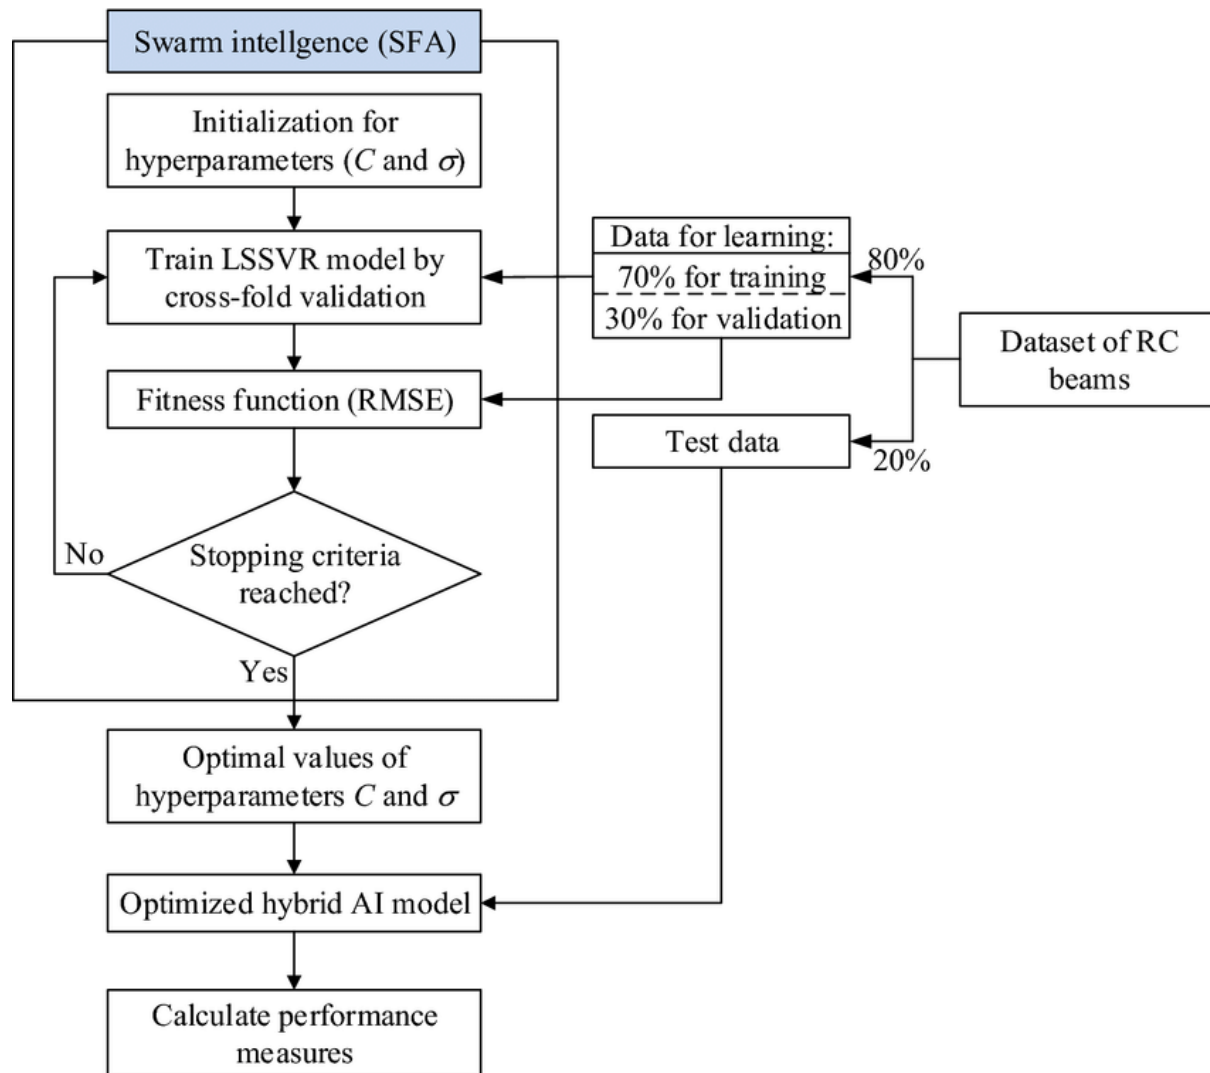 Swarm intellgence (SFA)
Initialization for
hyperparameters (C and σ)
Train LSSVR model by
cross-fold validation
Fitness function (RMSE)
Stopping criteria
reached?
No
Yes
Optimal values of
hyperparameters C and σ
Optimized hybrid AI model
Calculate performance
measures
Data for learning:
70% for training
30% for validation
Test data
80%
20%
Dataset of RC
beams